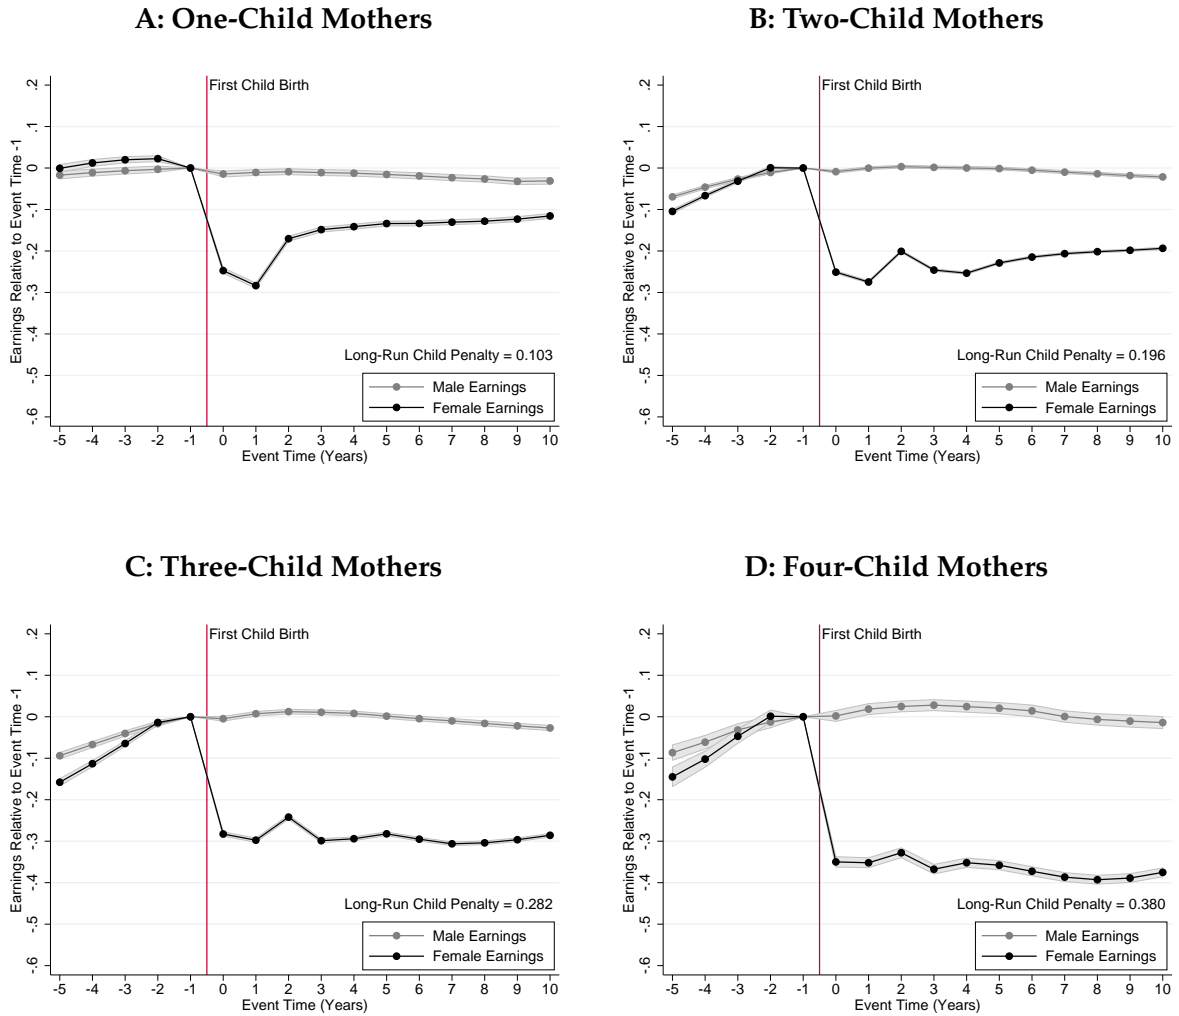 A: One-Child Mothers
First Child Birth
Earnings Relative to Event Time -1
.2
.1
0
-.1
-.2
-.3
-.4
-.5
-.6
Long-Run Child Penalty = 0.103
Male Earnings
Female Earnings
-5 -4 -3 -2 -1 0 1 2 3 4 5 6 7 8 9 10
Event Time (Years)
B: Two-Child Mothers
First Child Birth
Earnings Relative to Event Time -1
.2
.1
0
-.1
-.2
-.3
-.4
-.5
-.6
Long-Run Child Penalty = 0.196
Male Earnings
Female Earnings
-5 -4 -3 -2 -1 0 1 2 3 4 5 6 7 8 9 10
Event Time (Years)
C: Three-Child Mothers
First Child Birth
Earnings Relative to Event Time -1
.2
.1
0
-.1
-.2
-.3
-.4
-.5
-.6
Long-Run Child Penalty = 0.282
Male Earnings
Female Earnings
-5 -4 -3 -2 -1 0 1 2 3 4 5 6 7 8 9 10
Event Time (Years)
D: Four-Child Mothers
First Child Birth
Earnings Relative to Event Time -1
.2
.1
0
-.1
-.2
-.3
-.4
-.5
-.6
Long-Run Child Penalty = 0.380
Male Earnings
Female Earnings
-5 -4 -3 -2 -1 0 1 2 3 4 5 6 7 8 9 10
Event Time (Years)